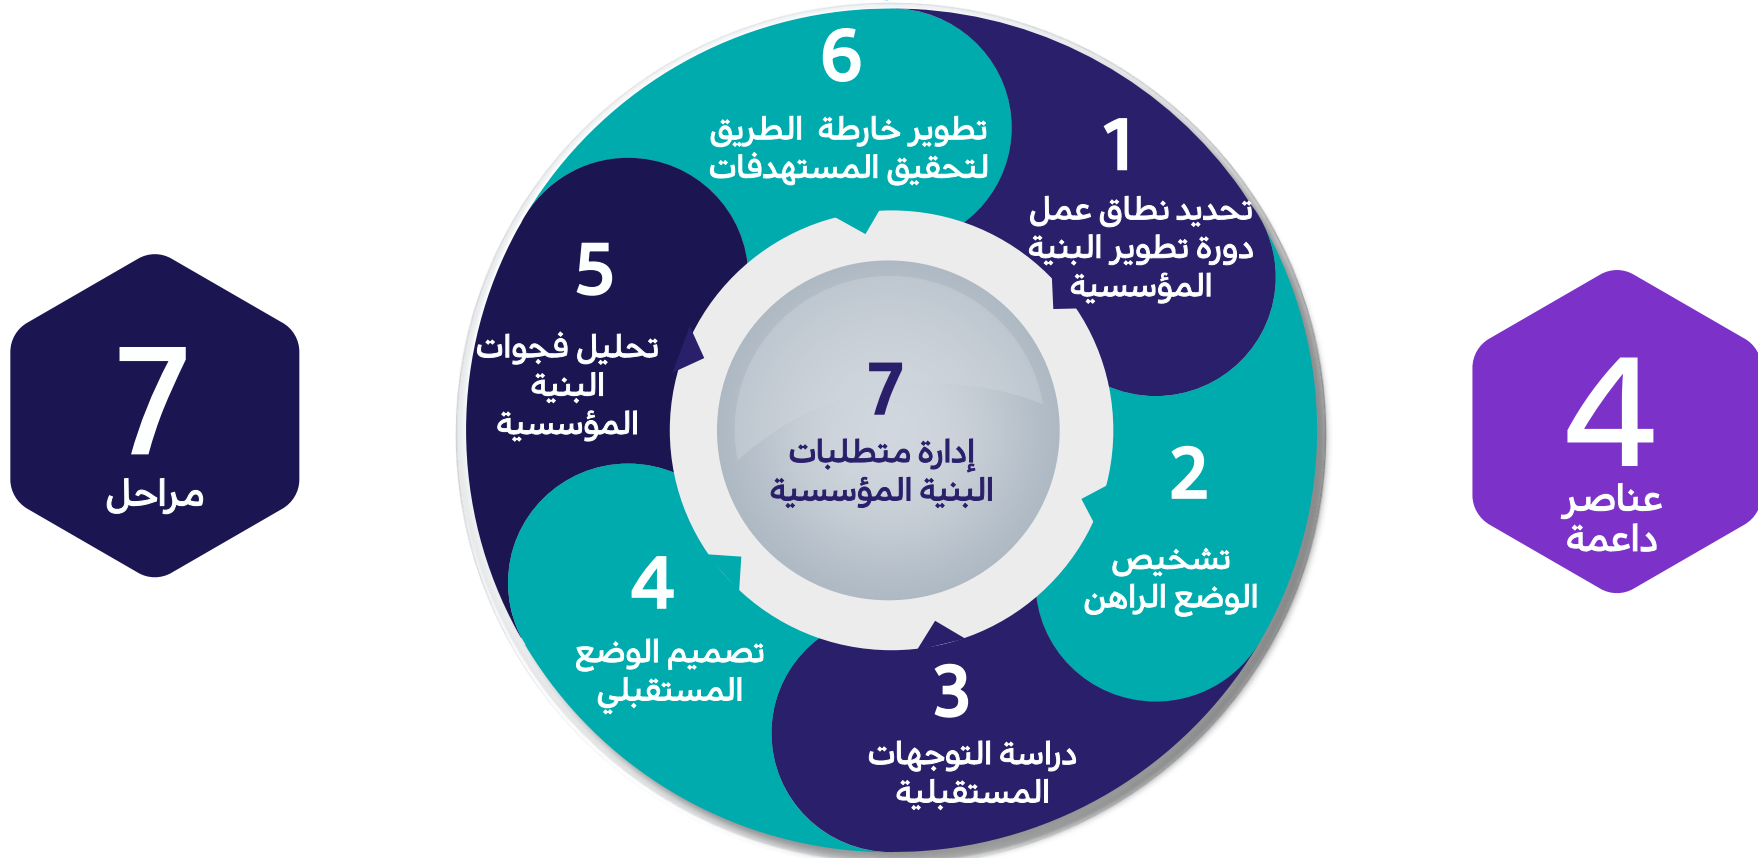 4
عناصر
داعمة
1
تحديد نطاق عمل
دورة تطوير البنية
المؤسسية
2
تشخيص
الوضع الراهن
3
دراسة التوجهات
المستقبلية
4
تصميم الوضع
المستقبلي
5
تحليل فجوات
البنية
المؤسسية
6
تطوير خارطة الطريق
لتحقيق المستهدفات
7
إدارة متطلبات
البنية المؤسسية
7
مراحل